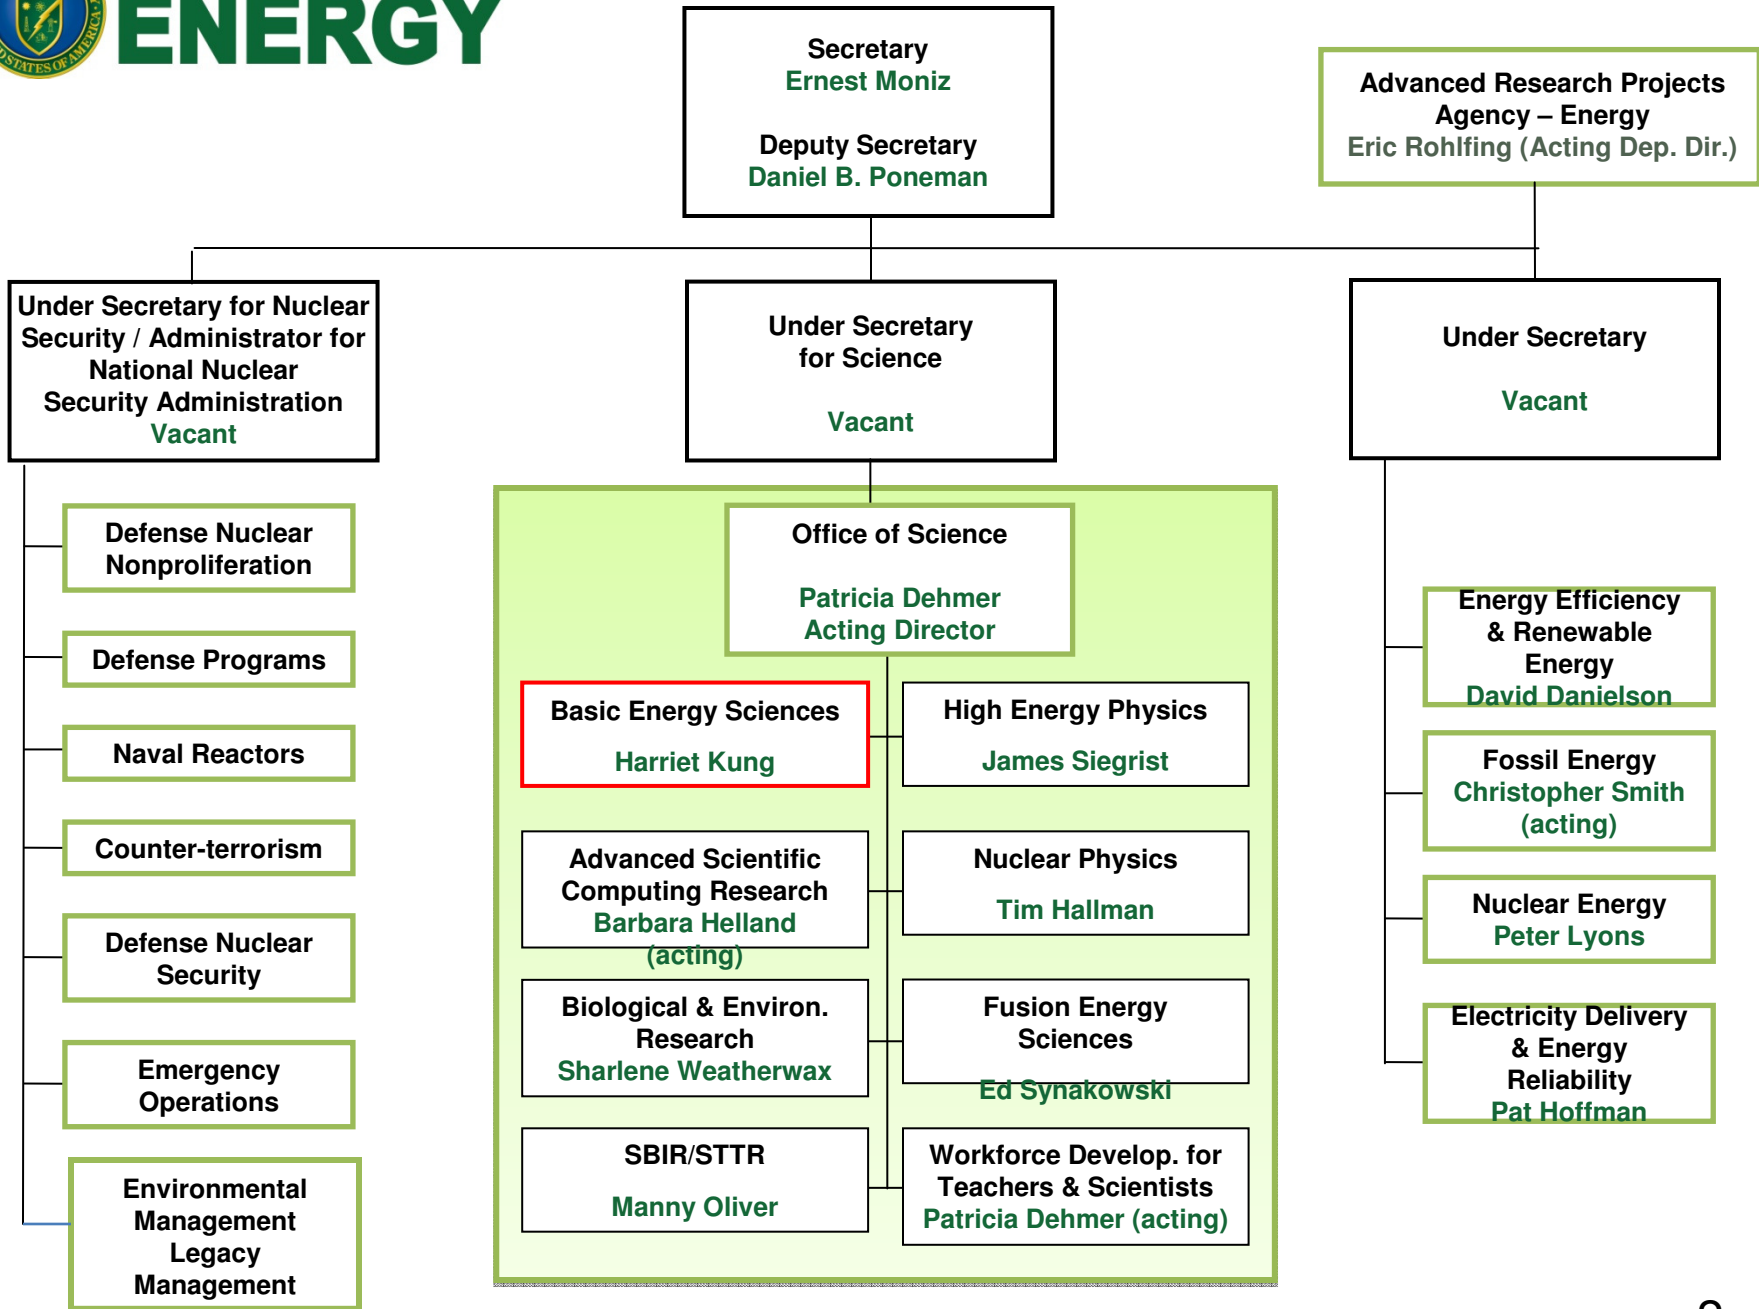 ENERGY
STATES OF AMERICA
Secretary
Ernest Moniz
Deputy Secretary
Daniel B. Poneman
Advanced Research Projects
Agency – Energy
Eric Rohlfing (Acting Dep. Dir.)
Under Secretary for Nuclear
Security / Administrator for
National Nuclear
Security Administration
Vacant
Under Secretary
for Science
Vacant
Under Secretary
Vacant
Defense Nuclear
Nonproliferation
Defense Programs
Naval Reactors
Counter-terrorism
Defense Nuclear
Security
Emergency
Operations
Environmental
Management
Legacy
Management
Office of Science
Patricia Dehmer
Acting Director
Basic Energy Sciences
Harriet Kung
High Energy Physics
James Siegrist
Advanced Scientific
Computing Research
Barbara Helland
(acting)
Nuclear Physics
Tim Hallman
Biological & Environ.
Research
Sharlene Weatherwax
Fusion Energy
Sciences
Ed Synakowski
SBIR/STTR
Manny Oliver
Workforce Develop. for
Teachers & Scientists
Patricia Dehmer (acting)
Energy Efficiency
& Renewable
Energy
David Danielson
Fossil Energy
Christopher Smith
(acting)
Nuclear Energy
Peter Lyons
Electricity Delivery
& Energy
Reliability
Pat Hoffman